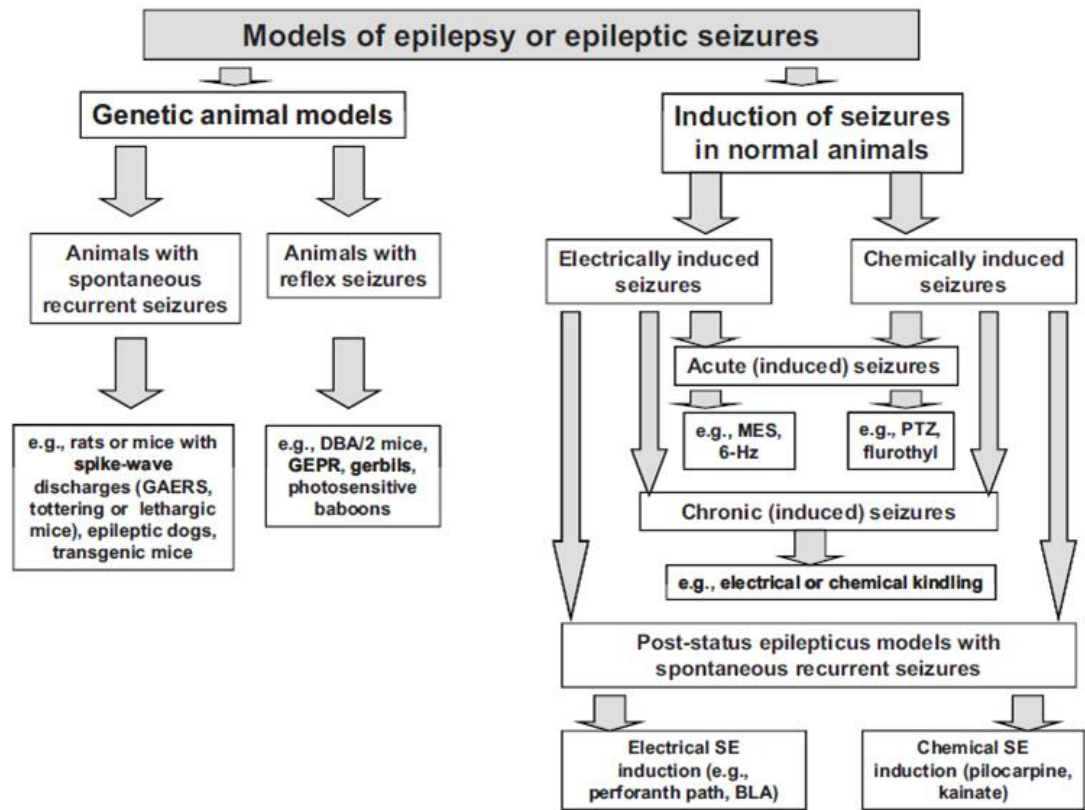 Models of epilepsy or epileptic seizures
Genetic animal models
Induction of seizures
in normal animals
Animals with
spontaneous
recurrent seizures
Animals with
reflex seizures
Electrically induced
seizures
Chemically induced
seizures
Acute (induced) seizures
e.g., rats or mice with
spike-wave
discharges (GAERS,
tottering or lethargic
mice), epileptic dogs,
transgenic mice
e.g., DBA/2 mice,
GEPR, gerbils,
photosensitive
baboons
e.g., MES,
6-Hz
e.g., PTZ,
flurothyl
Chronic (induced) seizures
e.g., electrical or chemical kindling
Post-status epilepticus models with
spontaneous recurrent seizures
Electrical SE
induction (e.g.,
perforanth path, BLA)
Chemical SE
induction (pilocarpine,
kainate)